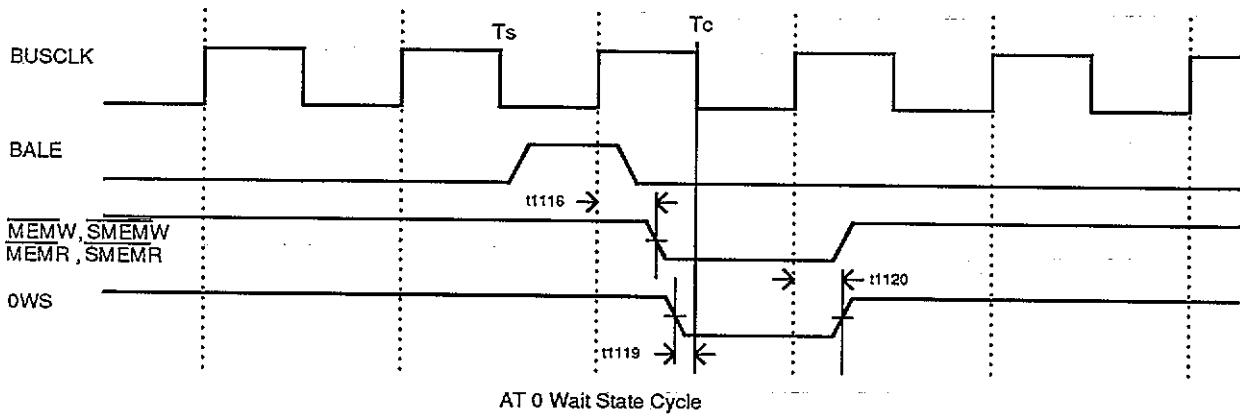 Ts
Tc
BUSCLK
BALE
t1116
MEMW, SMEMW
MEMR, SMEMR
t1120
0WS
t1119
AT 0 Wait State Cycle